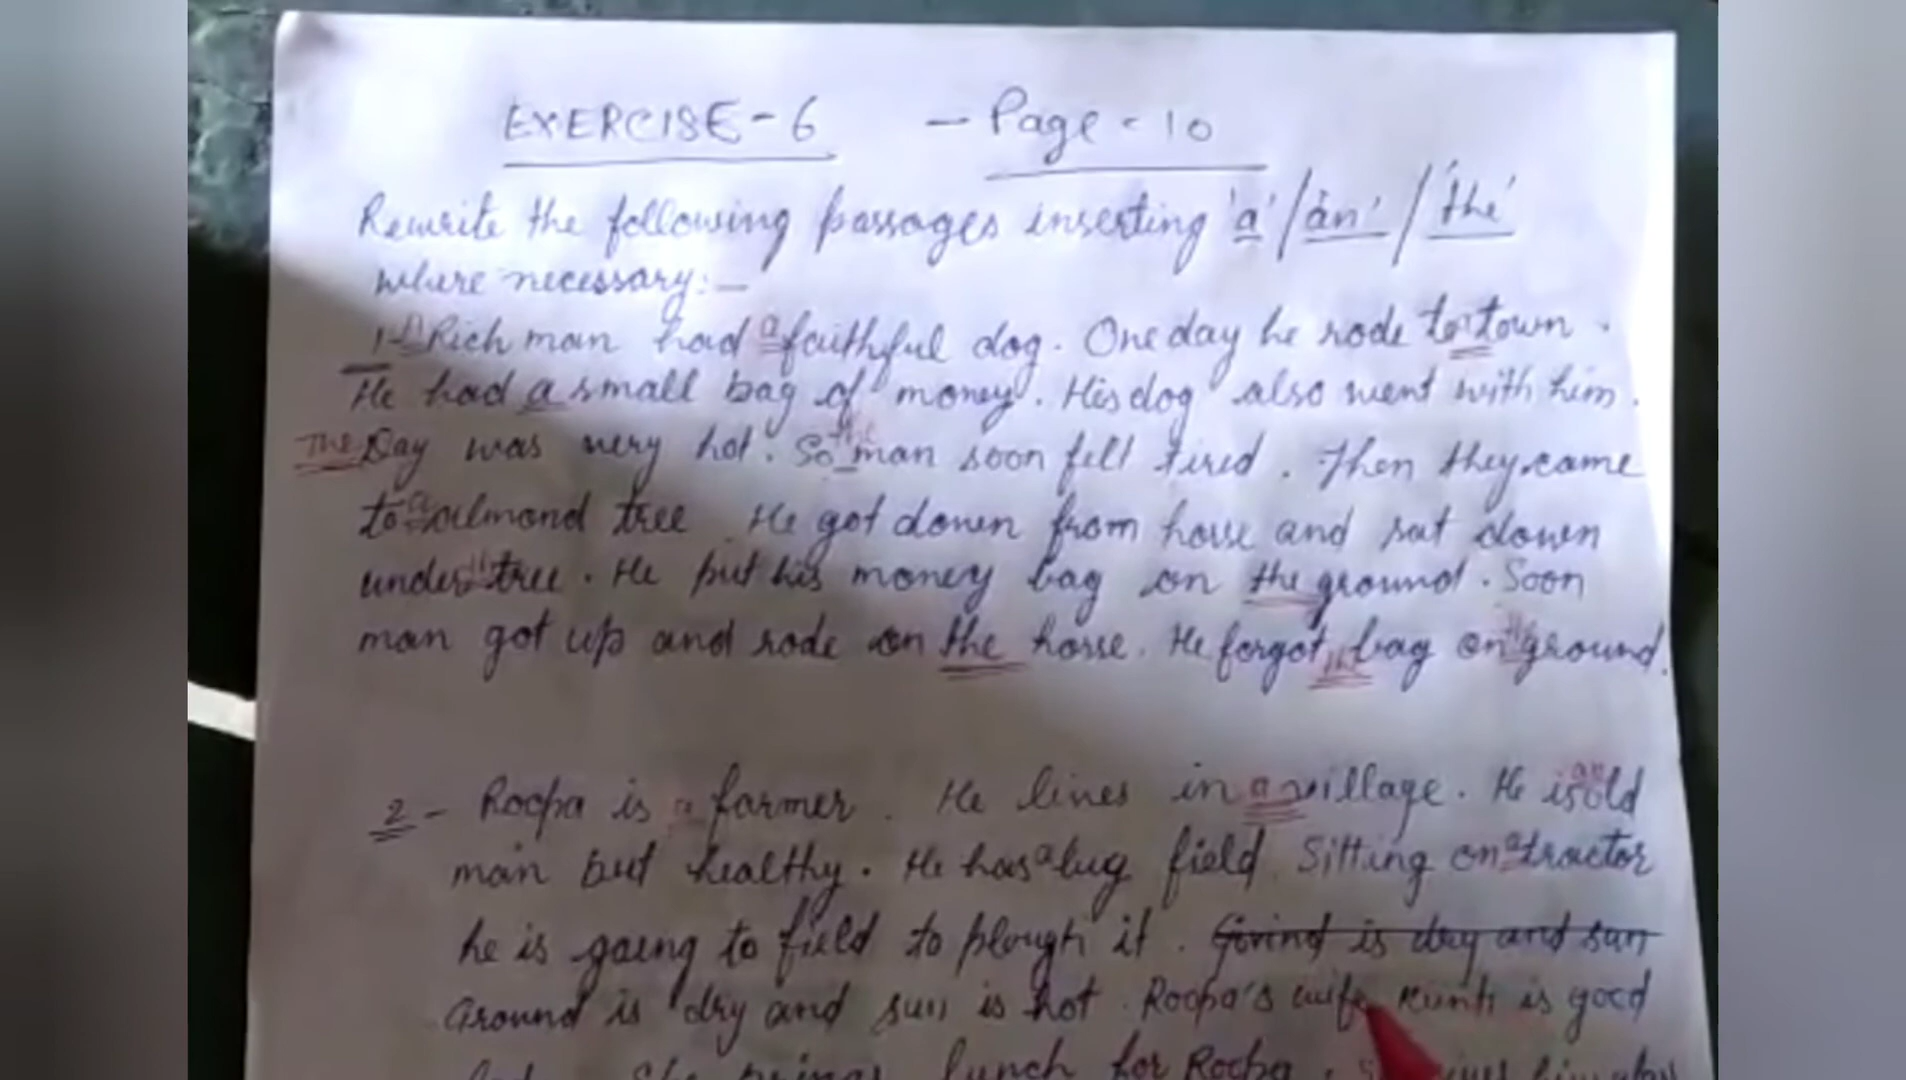 EXERCISE-6 - Page-10
Rewrite the following passages inserting 'a'/'an'/'the'
where necessary:-
1- A Rich man had a faithful dog. One day he rode to town.
He had a small bag of money. His dog also went with him.
The Day was very hot. So the man soon felt tired. Then they came
to a almond tree He got down from horse and sat down
under the tree. He put his money bag on the ground. Soon
man got up and rode on the horse. He forgot the bag on the ground.
2- Roopa is a farmer. He lives in a village. He is an old
man but healthy. He has a bug field. Sitting on a tractor
he is going to field to plough it. Govind is dry and sun
Ground is dry and sun is hot. Roopa's wife is good
She brings lunch for Roopa.